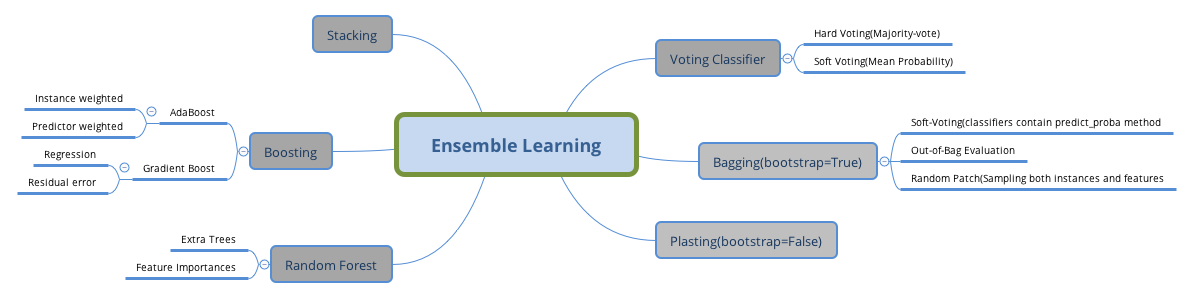 Ensemble Learning
Stacking
Boosting
AdaBoost
Instance weighted
Predictor weighted
Gradient Boost
Regression
Residual error
Random Forest
Extra Trees
Feature Importances
Voting Classifier
Hard Voting(Majority-vote)
Soft Voting(Mean Probability)
Bagging(bootstrap=True)
Soft-Voting(classifiers contain predict_proba method
Out-of-Bag Evaluation
Random Patch(Sampling both instances and features
Plasting(bootstrap=False)